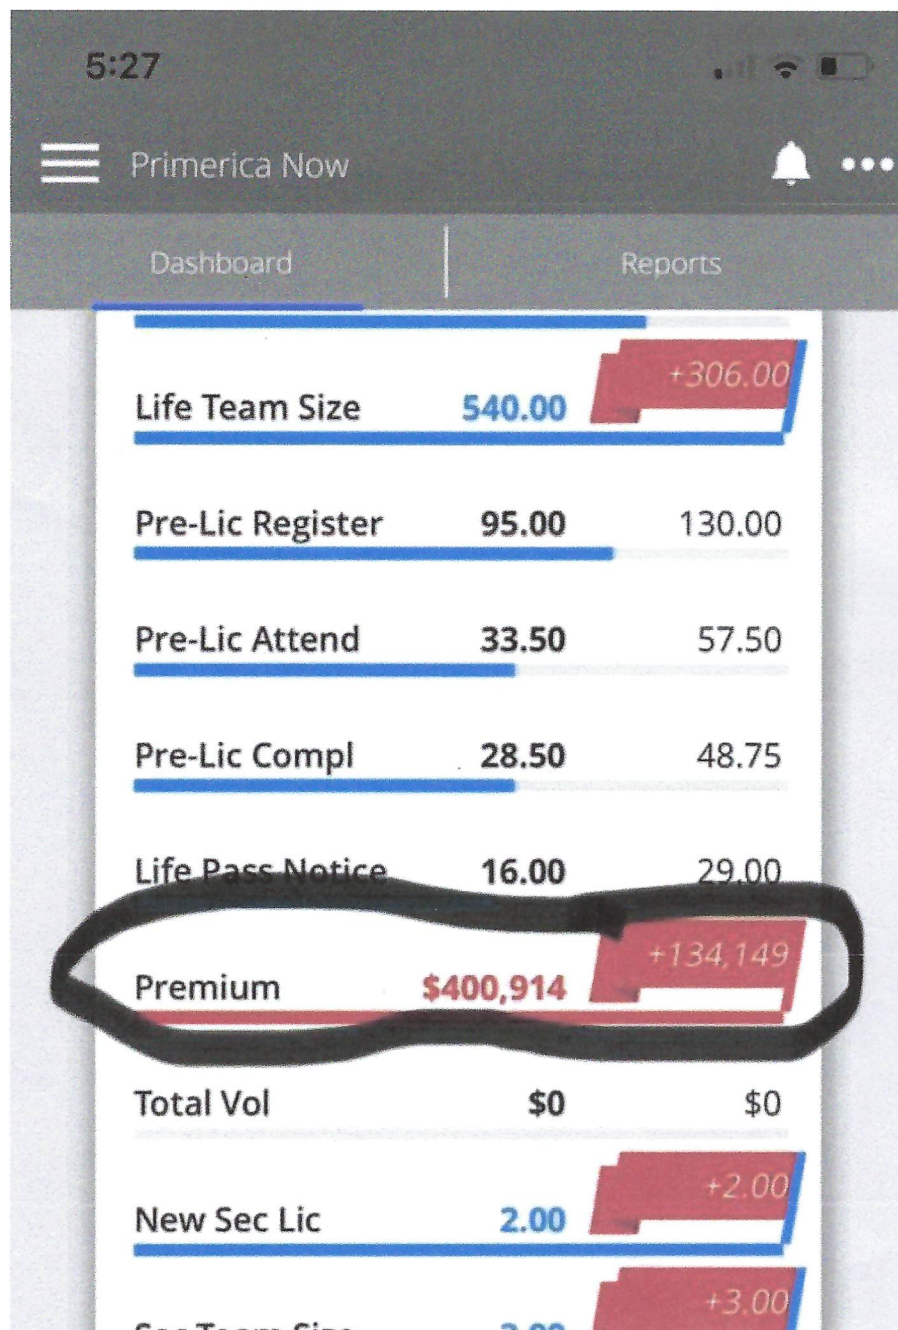 5:27
Primerica Now
Dashboard Reports
+306.00
Life Team Size 540.00
Pre-Lic Register 95.00 130.00
Pre-Lic Attend 33.50 57.50
Pre-Lic Compl 28.50 48.75
Life Pass Notice 16.00 29.00
+134,149
Premium $400,914
Total Vol $0 $0
+2.00
New Sec Lic 2.00
+3.00